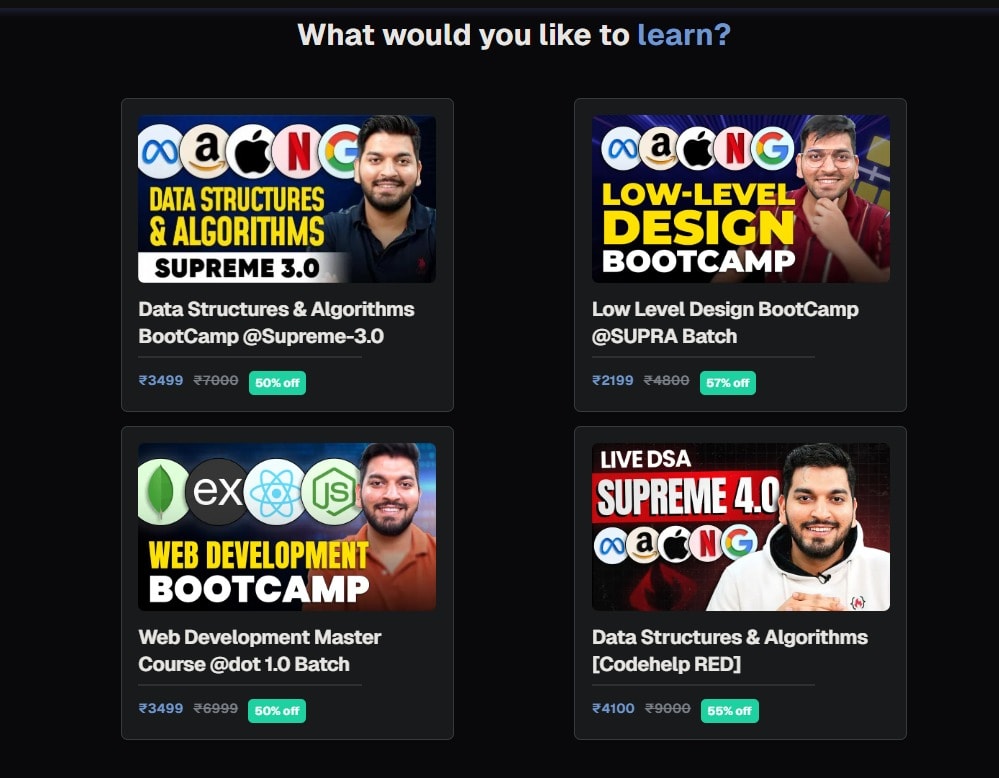 What would you like to learn?
a N G
DATA STRUCTURES
& ALGORITHMS
SUPREME 3.0
Data Structures & Algorithms
BootCamp @Supreme-3.0
₹3499 ₹7000 50% off
a N G
LOW-LEVEL
DESIGN
BOOTCAMP
Low Level Design BootCamp
@SUPRA Batch
₹2199 ₹4800 57% off
ex JS
WEB DEVELOPMENT
BOOTCAMP
Web Development Master
Course @dot 1.0 Batch
₹3499 ₹6999 50% off
LIVE DSA
SUPREME 4.0
a N G
Data Structures & Algorithms
[Codehelp RED]
₹4100 ₹9000 55% off